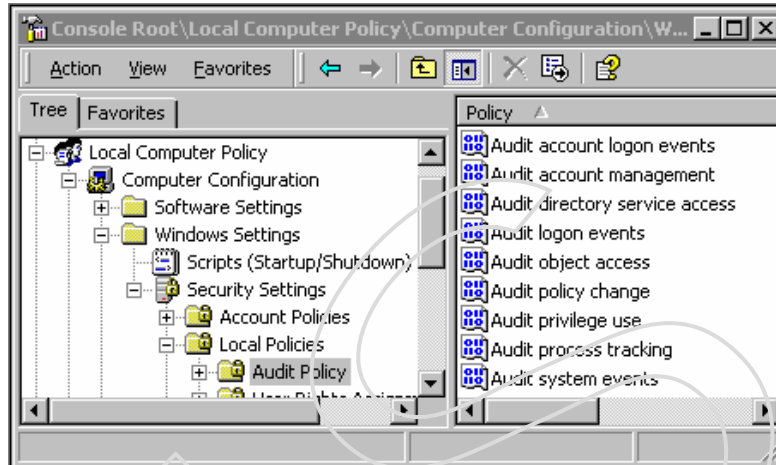 Console Root\Local Computer Policy\Computer Configuration\W...
Action View Favorites
Tree Favorites
Policy
Local Computer Policy
Computer Configuration
Software Settings
Windows Settings
Scripts (Startup/Shutdown)
Security Settings
Account Policies
Local Policies
Audit Policy
User Rights
Audit account logon events
Audit account management
Audit directory service access
Audit logon events
Audit object access
Audit policy change
Audit privilege use
Audit process tracking
Audit system events